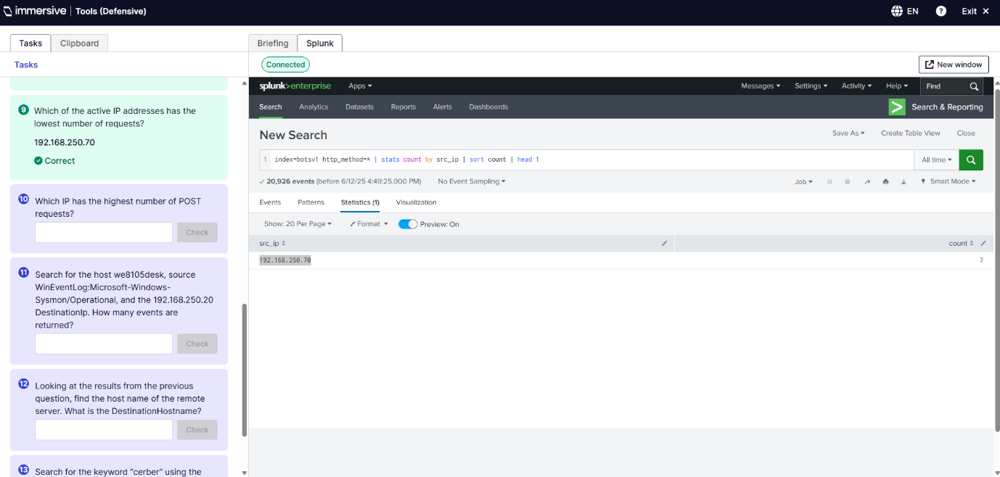 immersive Tools (Defensive)
EN ? Exit ×
Tasks Clipboard
Tasks
9 Which of the active IP addresses has the
lowest number of requests?
192.168.250.70
Correct
10 Which IP has the highest number of POST
requests?
Check
11 Search for the host we8105desk, source
WinEventLog:Microsoft-Windows-
Sysmon/Operational, and the 192.168.250.20
DestinationIp. How many events are
returned?
Check
12 Looking at the results from the previous
question, find the host name of the remote
server. What is the DestinationHostname?
Check
13 Search for the keyword “cerber” using the
Briefing Splunk
Connected New window
splunk>enterprise Apps Messages Settings Activity Help Find
Search Analytics Datasets Reports Alerts Dashboards > Search & Reporting
New Search Save As Create Table View Close
1 index=botsv1 http_method=* | stats count by src_ip | sort count | head 1 All time
20,926 events (before 6/12/25 4:49:25.000 PM) No Event Sampling Job Smart Mode
Events Patterns Statistics (1) Visualization
Show: 20 Per Page Format Preview: On
src_ip count
192.168.250.70 7